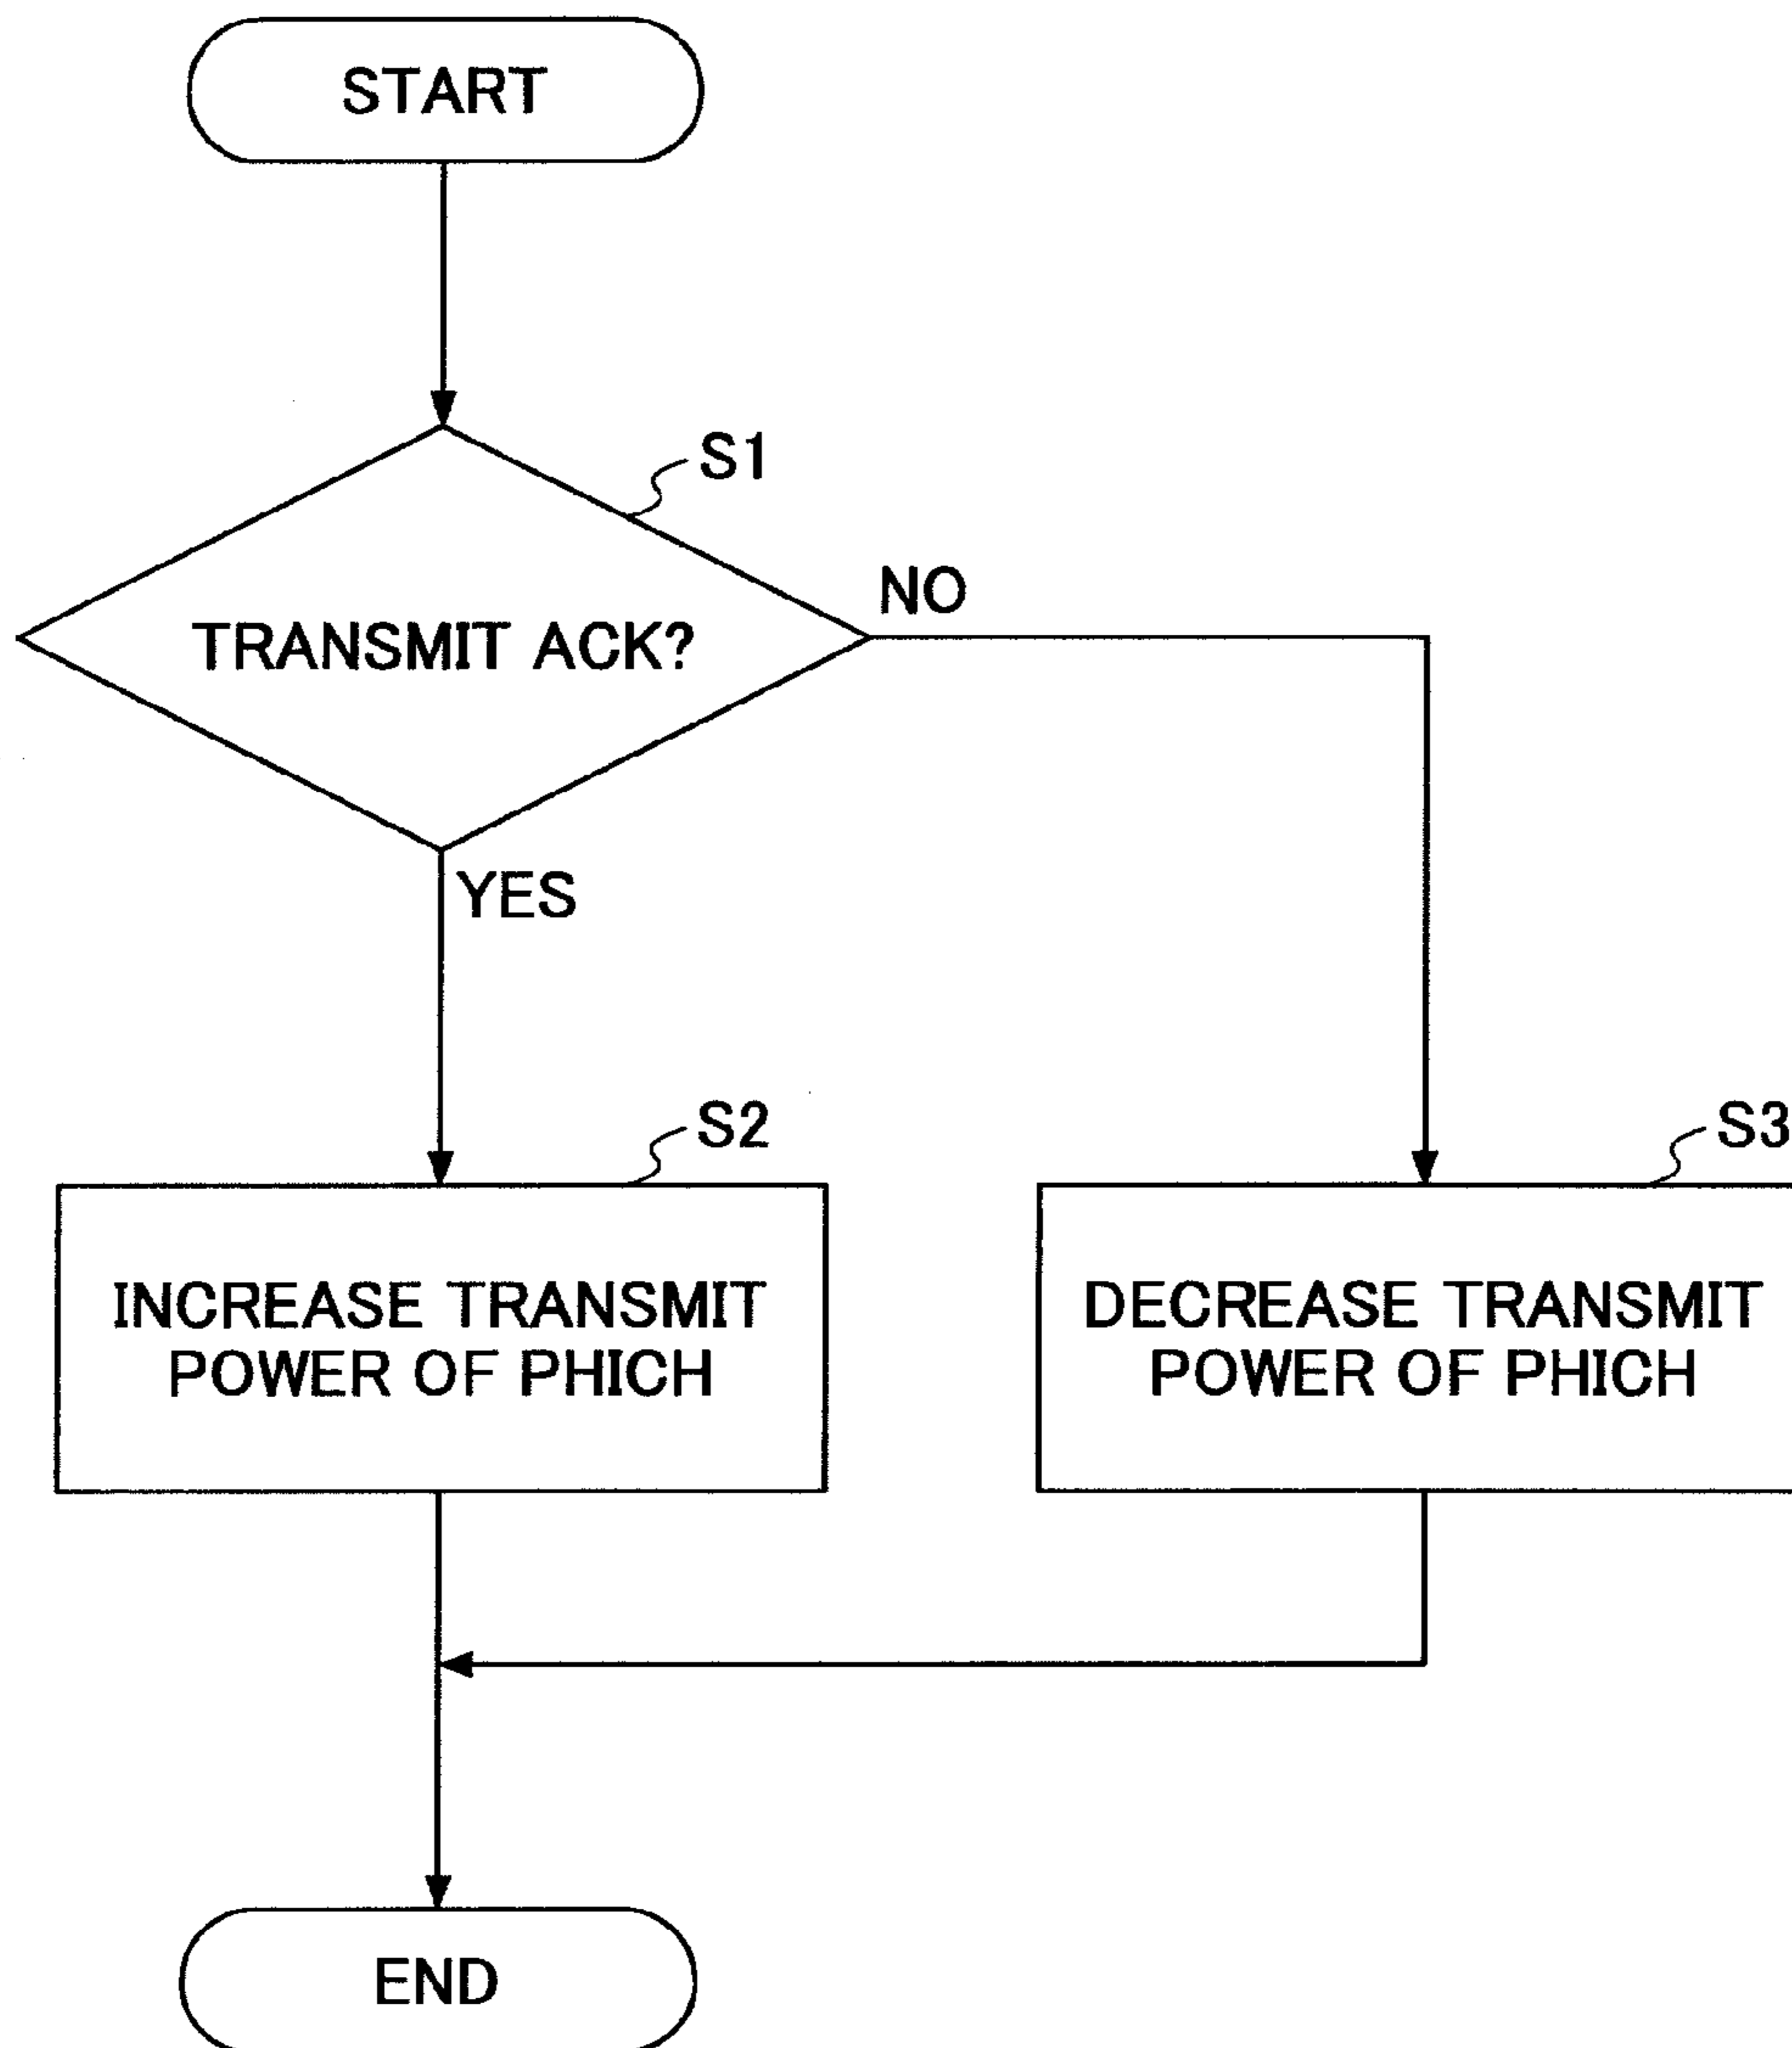 START
S1
TRANSMIT ACK?
NO
YES
S2
INCREASE TRANSMIT
POWER OF PHICH
S3
DECREASE TRANSMIT
POWER OF PHICH
END